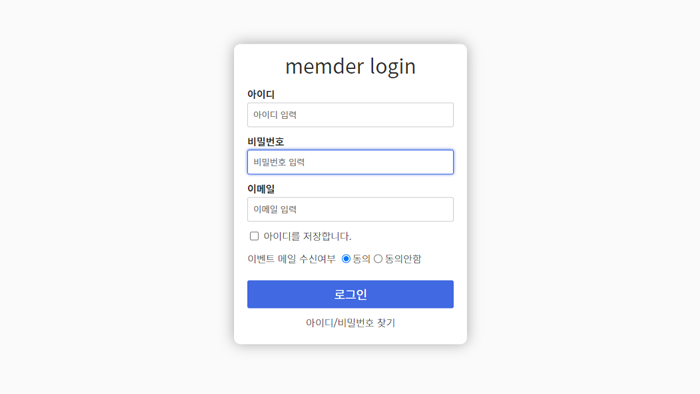 memder login
아이디
아이디 입력
비밀번호
비밀번호 입력
이메일
이메일 입력
아이디를 저장합니다.
이벤트 메일 수신여부 동의 동의안함
로그인
아이디/비밀번호 찾기